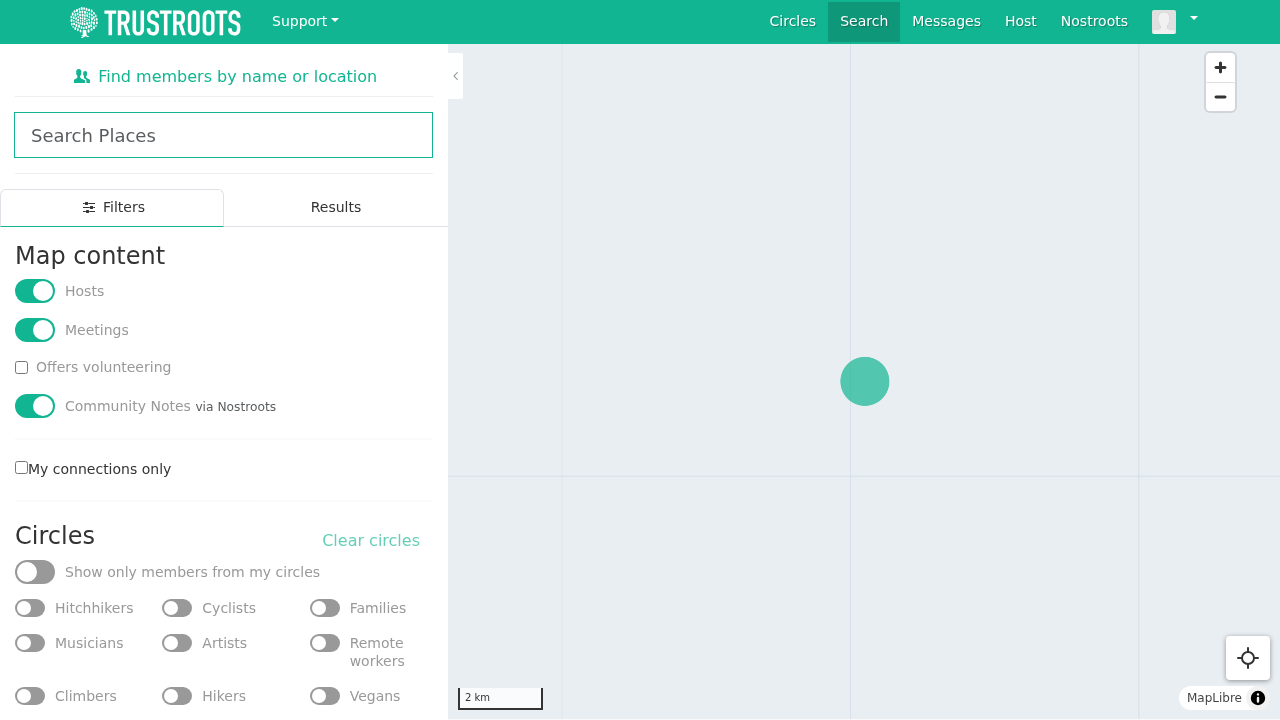 TRUSTROOTS
Support
Circles
Search
Messages
Host
Nostroots
Find members by name or location
Search Places
Filters
Results
Map content
Hosts
Meetings
Offers volunteering
Community Notes via Nostroots
My connections only
Circles
Clear circles
Show only members from my circles
Hitchhikers
Cyclists
Families
Musicians
Artists
Remote
workers
Climbers
Hikers
Vegans
2 km
MapLibre